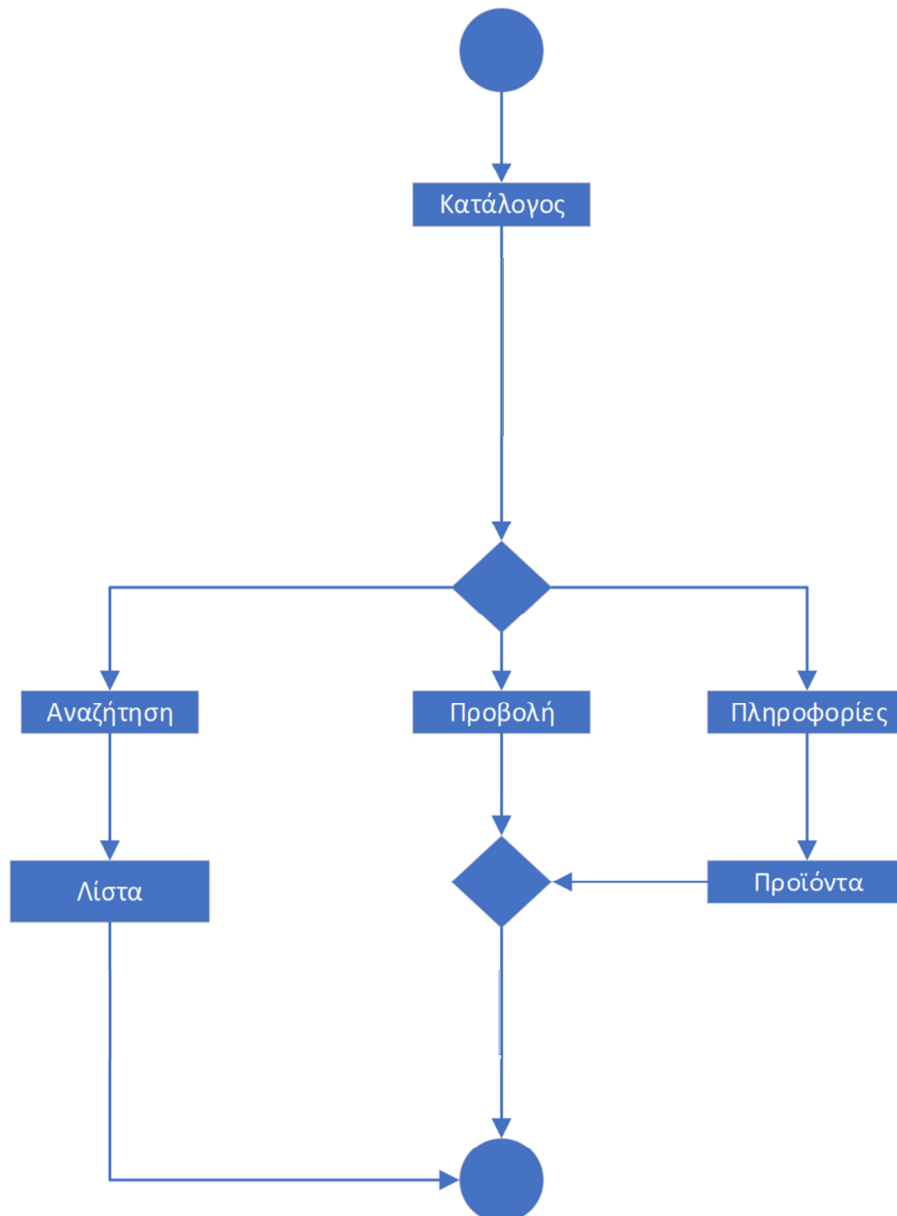 Κατάλογος
Αναζήτηση
Προβολή
Πληροφορίες
Λίστα
Προϊόντα